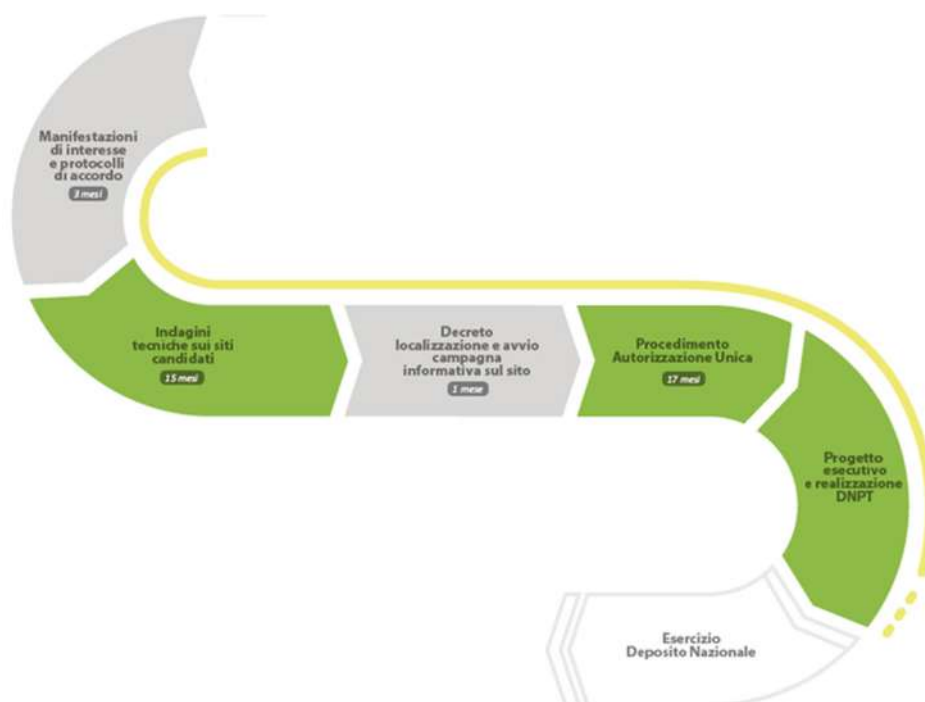 Manifestazioni
di interesse
e protocolli
di accordo
3 mesi
Indagini
tecniche sui siti
candidati
15 mesi
Decreto
localizzazione e avvio
campagna
informativa sul sito
1 mese
Procedimento
Autorizzazione Unica
17 mesi
Progetto
esecutivo
e realizzazione
DNPT
Esercizio
Deposito Nazionale